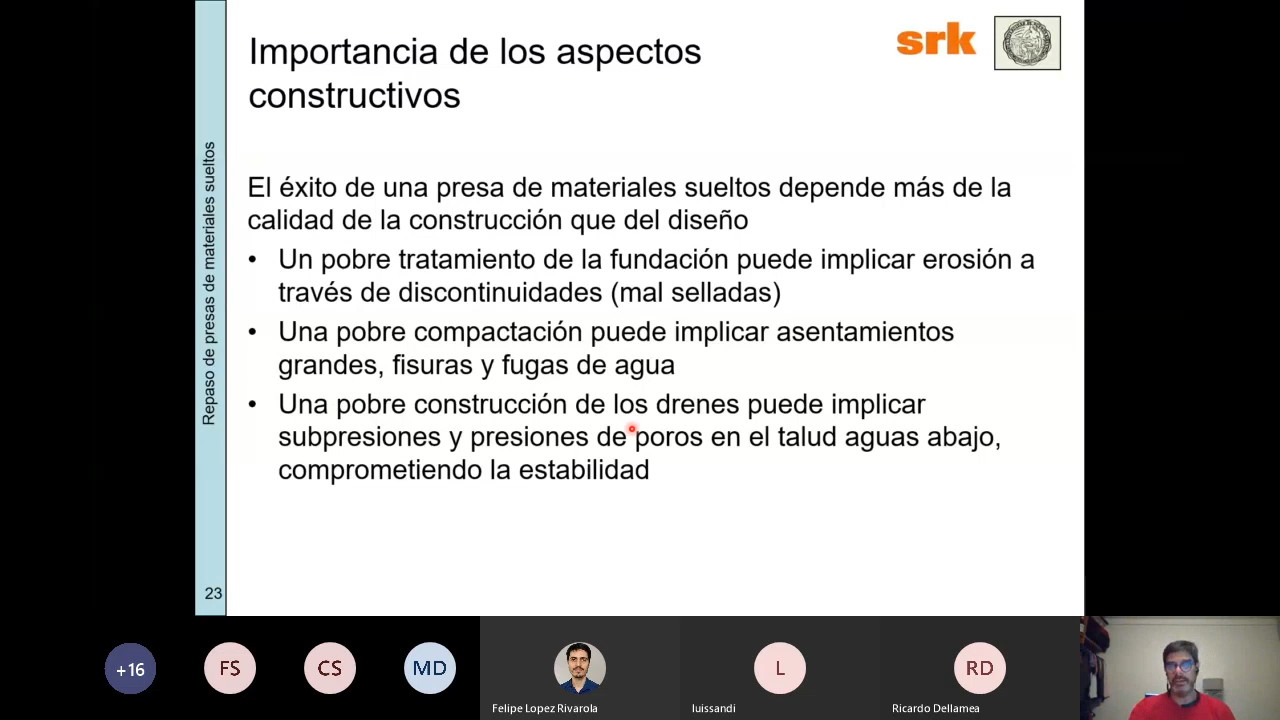 Importancia de los aspectos
constructivos
srk
Repaso de presas de materiales sueltos
El éxito de una presa de materiales sueltos depende más de la
calidad de la construcción que del diseño
• Un pobre tratamiento de la fundación puede implicar erosión a
través de discontinuidades (mal selladas)
• Una pobre compactación puede implicar asentamientos
grandes, fisuras y fugas de agua
• Una pobre construcción de los drenes puede implicar
subpresiones y presiones de poros en el talud aguas abajo,
comprometiendo la estabilidad
23
+16
FS
CS
MD
L
RD
Felipe Lopez Rivarola
luissandi
Ricardo Dellamea